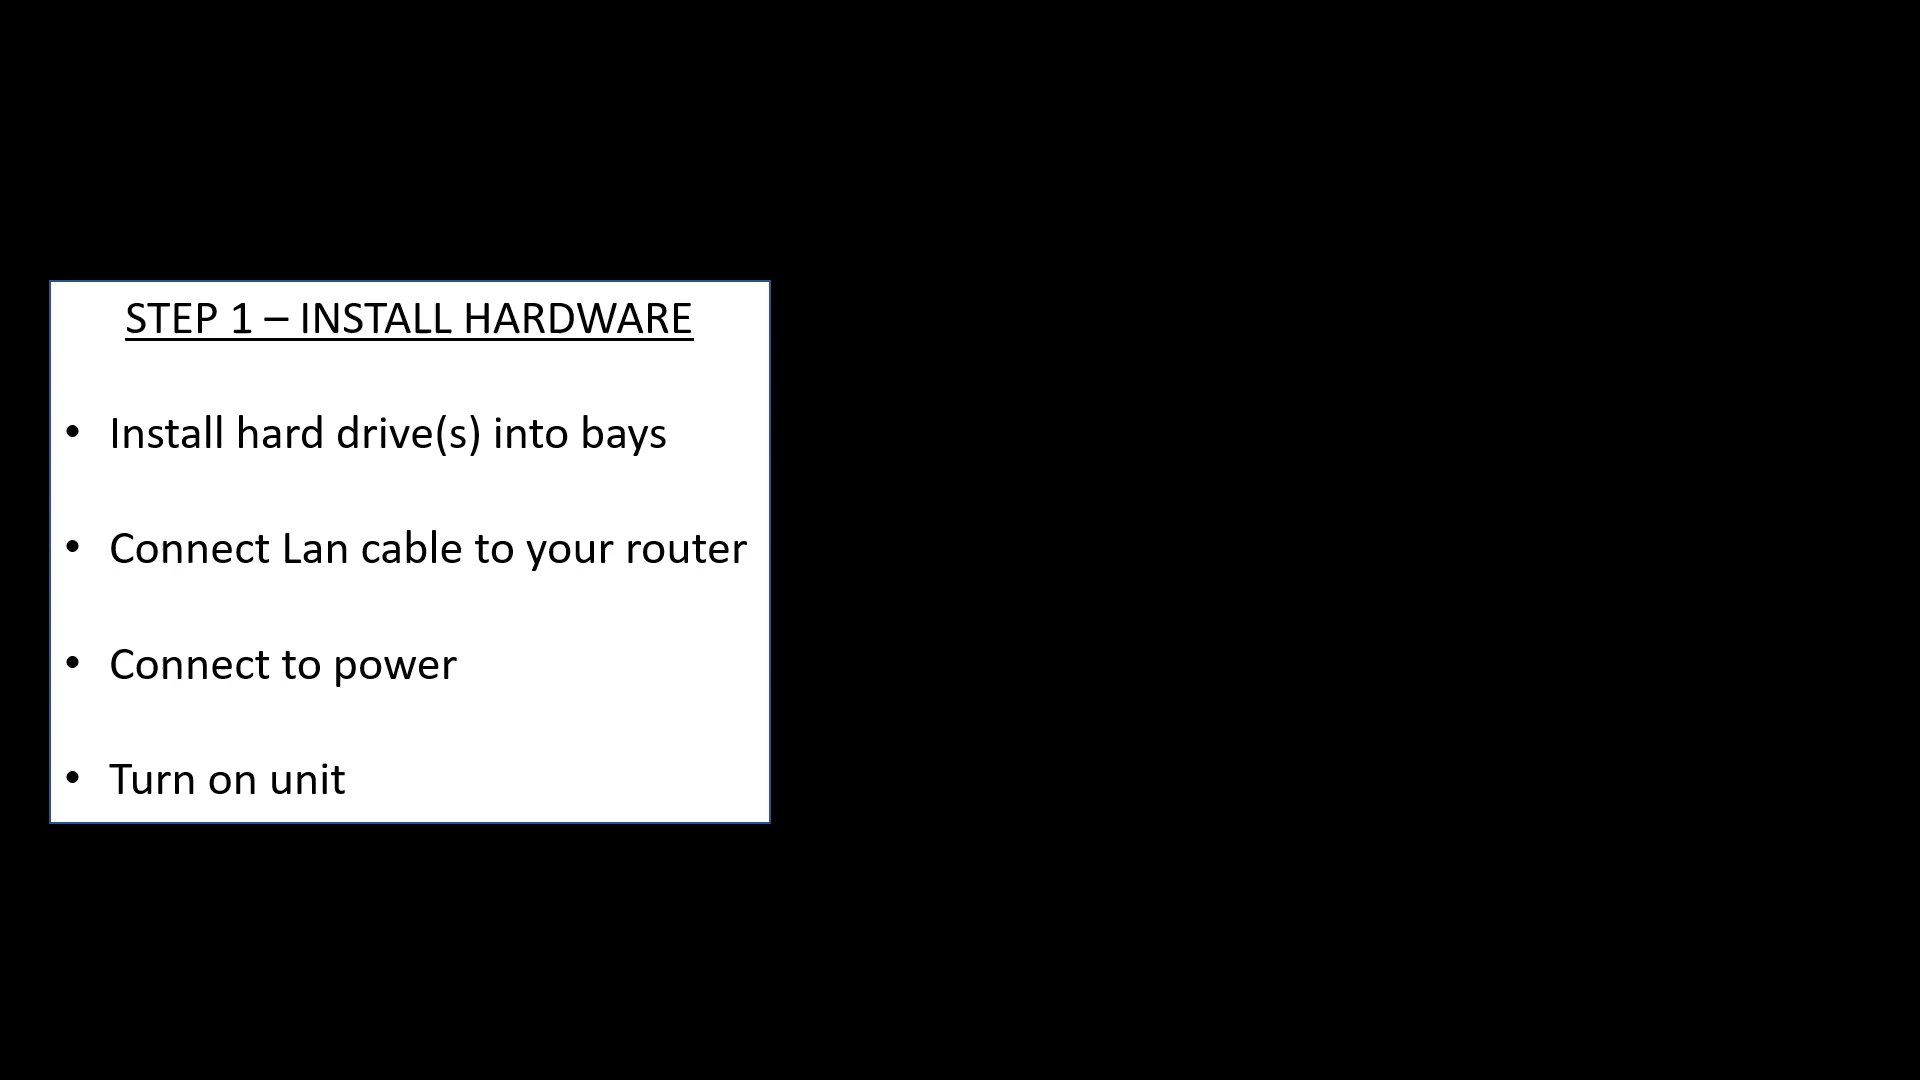 STEP 1 – INSTALL HARDWARE
• Install hard drive(s) into bays
• Connect Lan cable to your router
• Connect to power
• Turn on unit